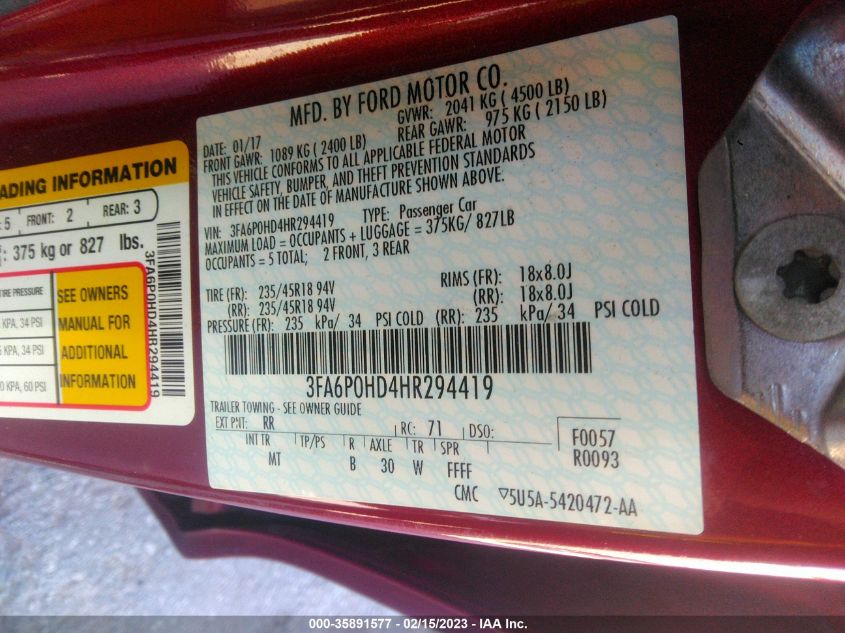 MFD. BY FORD MOTOR CO.
DATE: 01/17 GVWR: 2041 KG ( 4500 LB)
FRONT GAWR: 1089 KG ( 2400 LB) REAR GAWR: 975 KG ( 2150 LB)
THIS VEHICLE CONFORMS TO ALL APPLICABLE FEDERAL MOTOR
VEHICLE SAFETY, BUMPER, AND THEFT PREVENTION STANDARDS
IN EFFECT ON THE DATE OF MANUFACTURE SHOWN ABOVE.
VIN: 3FA6P0HD4HR294419 TYPE: Passenger Car
MAXIMUM LOAD = OCCUPANTS + LUGGAGE = 375KG/ 827LB
OCCUPANTS = 5 TOTAL; 2 FRONT, 3 REAR
TIRE (FR): 235/45R18 94V RIMS (FR): 18x8.0J
(RR): 235/45R18 94V (RR): 18x8.0J
PRESSURE (FR): 235 kPa/ 34 PSI COLD (RR): 235 kPa/ 34 PSI COLD
3FA6P0HD4HR294419
TRAILER TOWING - SEE OWNER GUIDE
EXT PNT: RR RC: 71 DSO:
INT TR TP/PS R AXLE TR SPR
MT B 30 W FFFF
F0057
R0093
CMC 5U5A-5420472-AA
ADING INFORMATION
: 5 FRONT: 2 REAR: 3
: 375 kg or 827 lbs.
TIRE PRESSURE
KPA, 34 PSI
KPA, 34 PSI
0 KPA, 60 PSI
SEE OWNERS
MANUAL FOR
ADDITIONAL
INFORMATION
3FA6P0HD4HR294419
000-35891577 - 02/15/2023 - IAA Inc.